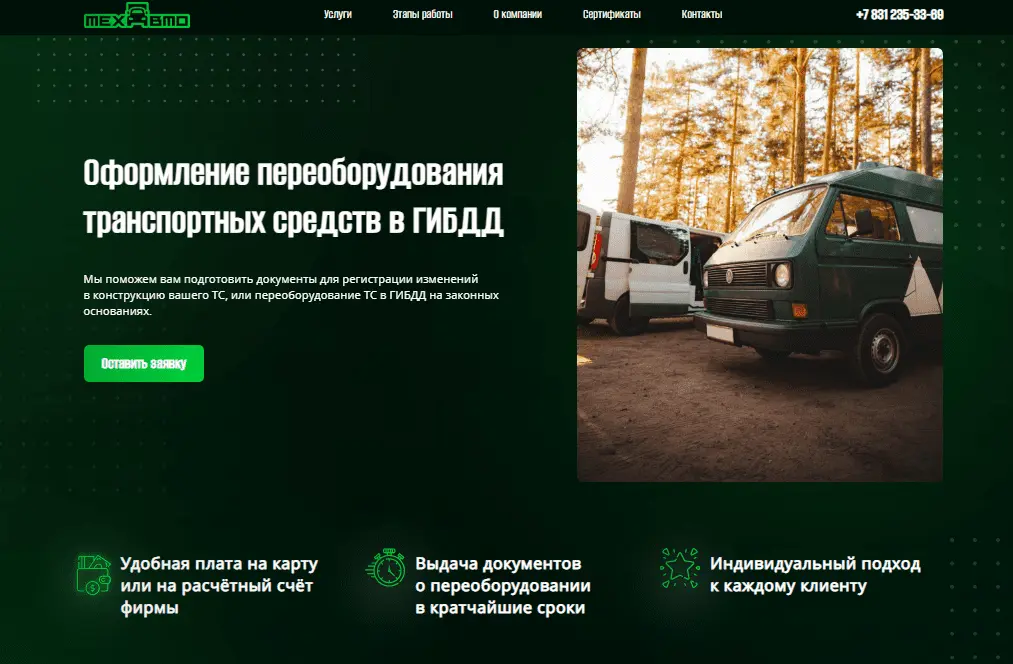 МЕХАВТО
Услуги
Этапы работы
О компании
Сертификаты
Контакты
+7 831 235-33-69
Оформление переоборудования
транспортных средств в ГИБДД
Мы поможем вам подготовить документы для регистрации изменений
в конструкцию вашего ТС, или переоборудование ТС в ГИБДД на законных
основаниях.
Оставить заявку
Удобная плата на карту
или на расчётный счёт
фирмы
Выдача документов
о переоборудовании
в кратчайшие сроки
Индивидуальный подход
к каждому клиенту